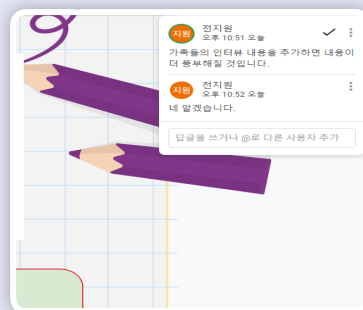 지원
전지원
오후 10:51 오늘
가족들의 인터뷰 내용을 추가하면 내용이
더 풍부해질 것입니다.
지원
전지원
오후 10:52 오늘
네 알겠습니다.
답글을 쓰거나 @로 다른 사용자 추가